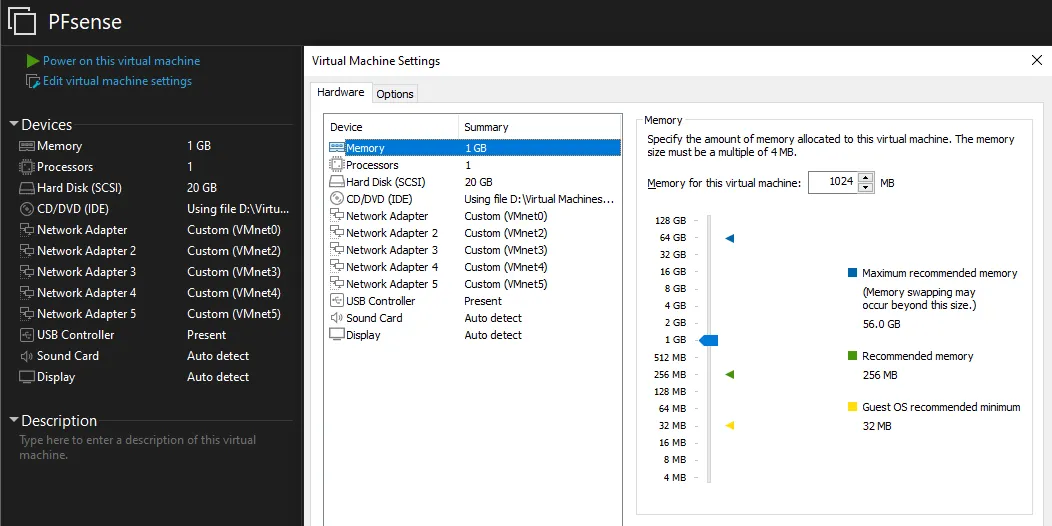 PFsense
Power on this virtual machine
Edit virtual machine settings
Devices
Memory 1 GB
Processors 1
Hard Disk (SCSI) 20 GB
CD/DVD (IDE) Using file D:\Virtu...
Network Adapter Custom (VMnet0)
Network Adapter 2 Custom (VMnet2)
Network Adapter 3 Custom (VMnet3)
Network Adapter 4 Custom (VMnet4)
Network Adapter 5 Custom (VMnet5)
USB Controller Present
Sound Card Auto detect
Display Auto detect
Description
Type here to enter a description of this virtual
machine.
Virtual Machine Settings
Hardware Options
Device Summary
Memory 1 GB
Processors 1
Hard Disk (SCSI) 20 GB
CD/DVD (IDE) Using file D:\Virtual Machines...
Network Adapter Custom (VMnet0)
Network Adapter 2 Custom (VMnet2)
Network Adapter 3 Custom (VMnet3)
Network Adapter 4 Custom (VMnet4)
Network Adapter 5 Custom (VMnet5)
USB Controller Present
Sound Card Auto detect
Display Auto detect
Memory
Specify the amount of memory allocated to this virtual machine. The memory
size must be a multiple of 4 MB.
Memory for this virtual machine: 1024 MB
128 GB
64 GB
32 GB
16 GB
8 GB
4 GB
2 GB
1 GB
512 MB
256 MB
128 MB
64 MB
32 MB
16 MB
8 MB
4 MB
Maximum recommended memory
(Memory swapping may
occur beyond this size.)
56.0 GB
Recommended memory
256 MB
Guest OS recommended minimum
32 MB